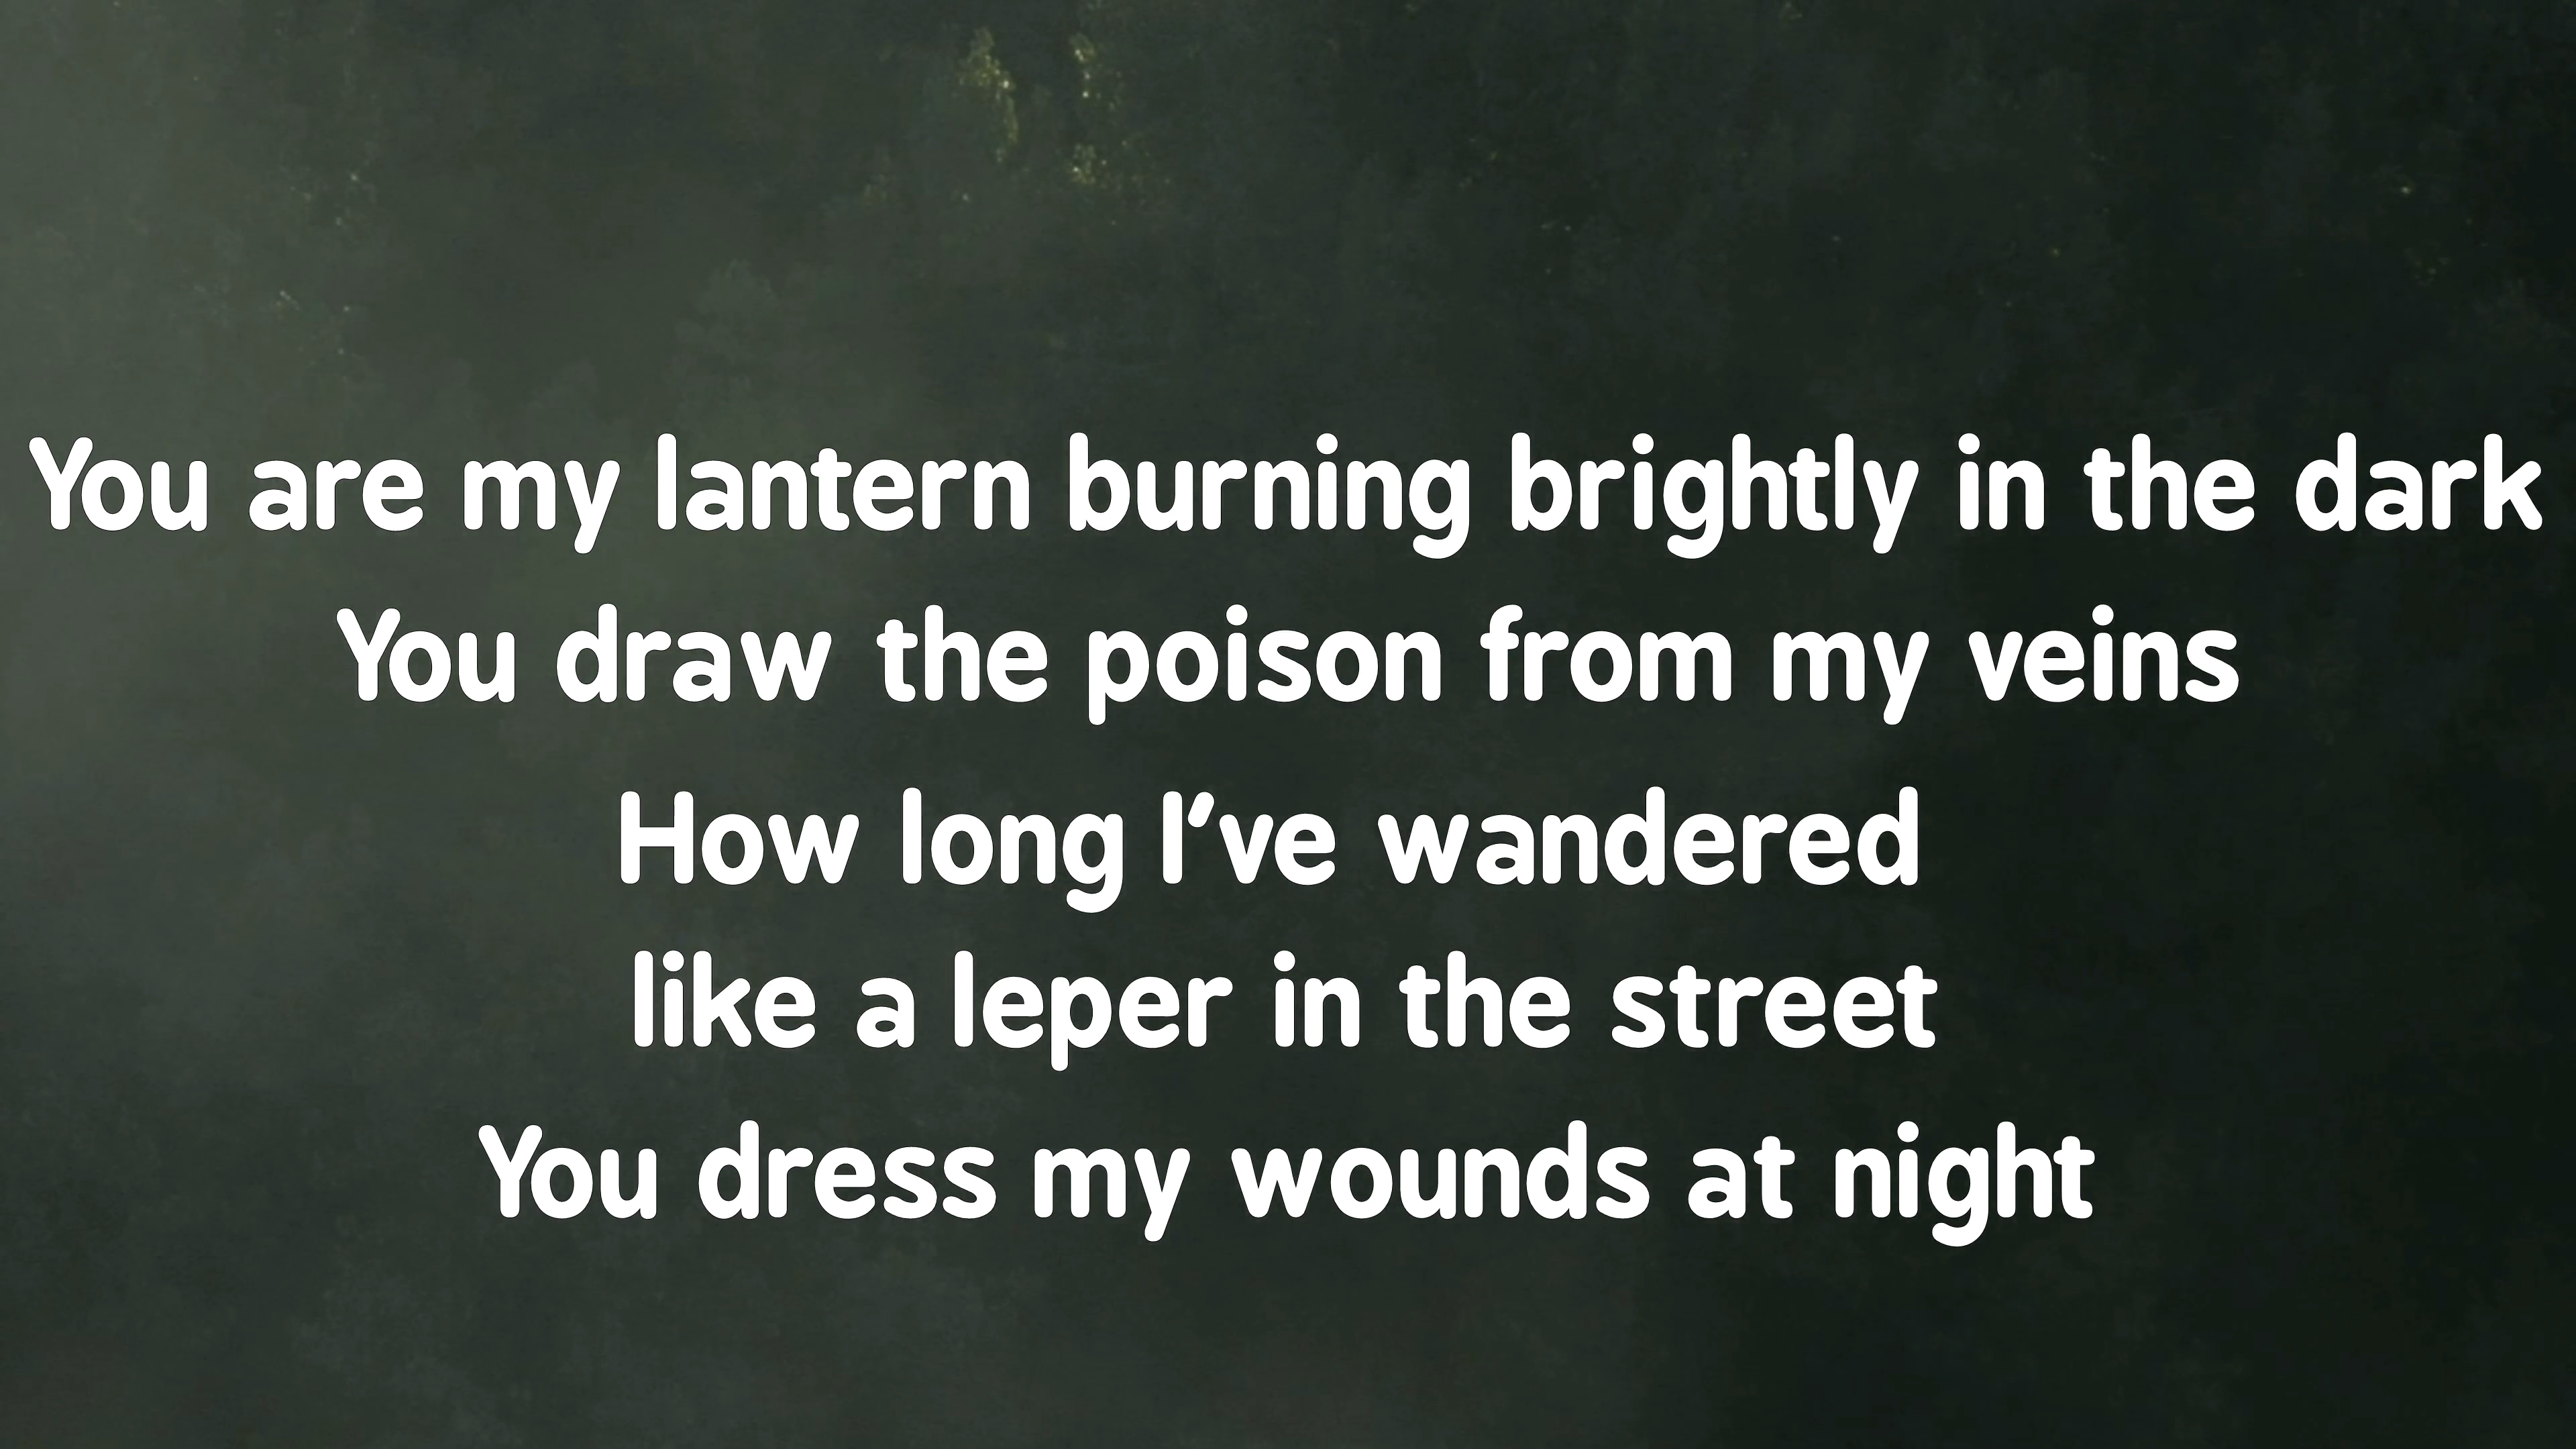 You are my lantern burning brightly in the dark
You draw the poison from my veins
How long I’ve wandered
like a leper in the street
You dress my wounds at night